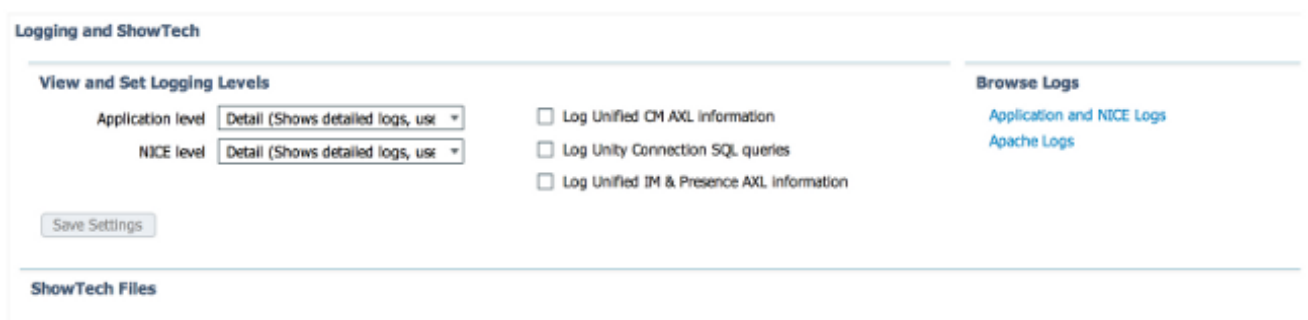 Logging and ShowTech
View and Set Logging Levels
Application level Detail (Shows detailed logs, use
NICE level Detail (Shows detailed logs, use
Log Unified CM AXL information
Log Unity Connection SQL queries
Log Unified IM & Presence AXL information
Save Settings
Browse Logs
Application and NICE Logs
Apache Logs
ShowTech Files